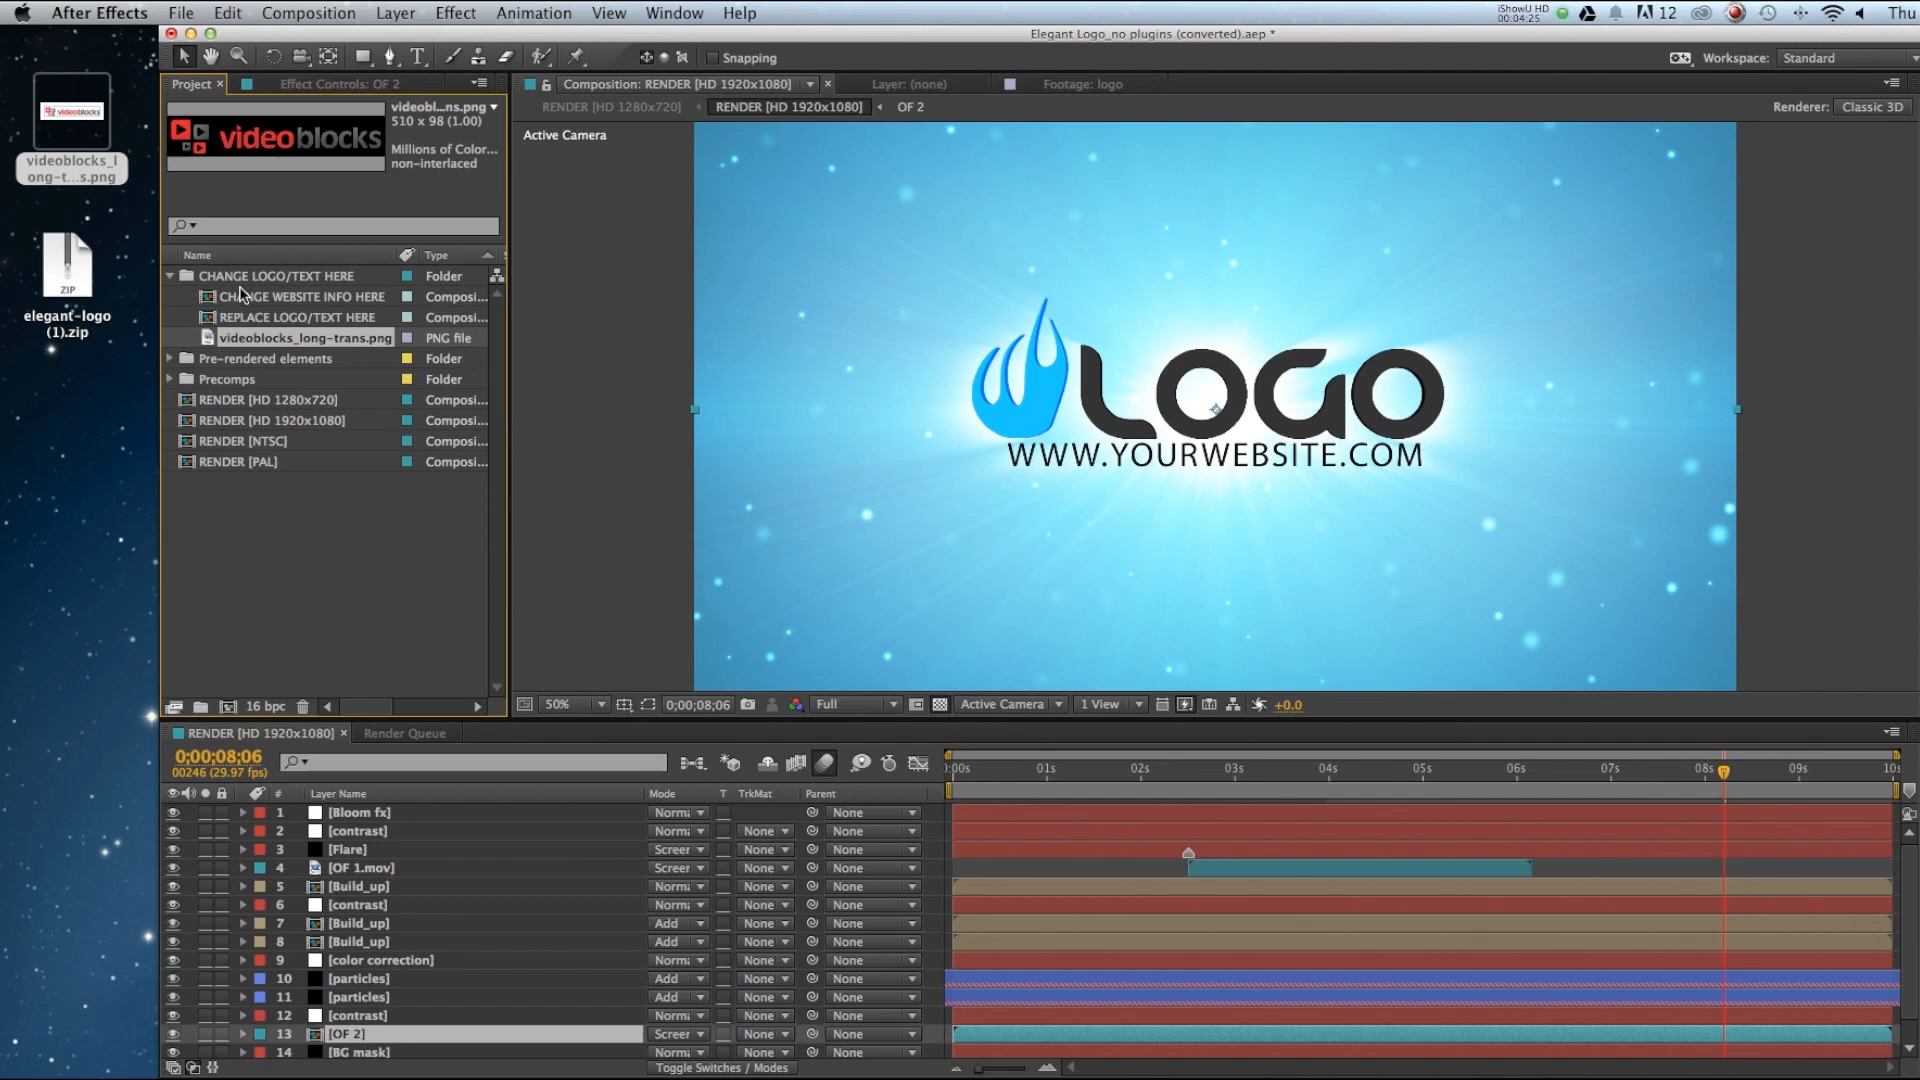 After Effects File Edit Composition Layer Effect Animation View Window Help
iShowU HD
00:04:25
12
Thu
Elegant Logo_no plugins (converted).aep *
Snapping
Workspace: Standard
Project
Effect Controls: OF 2
Composition: RENDER [HD 1920x1080]
Layer: (none)
Footage: logo
RENDER [HD 1280x720]
RENDER [HD 1920x1080]
OF 2
Renderer: Classic 3D
videobl...ns.png
510 x 98 (1.00)
Millions of Color...
non-interlaced
videoblocks
Active Camera
videoblocks
videoblocks_l
ong-t...s.png
ZIP
elegant-logo
(1).zip
Name Type
CHANGE LOGO/TEXT HERE Folder
CHANGE WEBSITE INFO HERE Composi...
REPLACE LOGO/TEXT HERE Composi...
videoblocks_long-trans.png PNG file
Pre-rendered elements Folder
Precomps Folder
RENDER [HD 1280x720] Composi...
RENDER [HD 1920x1080] Composi...
RENDER [NTSC] Composi...
RENDER [PAL] Composi...
LOGO
WWW.YOURWEBSITE.COM
16 bpc
50% 0;00;08;06 Full Active Camera 1 View +0.0
RENDER [HD 1920x1080] Render Queue
0;00;08;06
00246 (29.97 fps)
:00s 01s 02s 03s 04s 05s 06s 07s 08s 09s 10s
# Layer Name Mode T TrkMat Parent
1 [Bloom fx] Norma None
2 [contrast] Norma None None
3 [Flare] Screer None None
4 [OF 1.mov] Screer None None
5 [Build_up] Norma None None
6 [contrast] Norma None None
7 [Build_up] Add None None
8 [Build_up] Add None None
9 [color correction] Norma None None
10 [particles] Add None None
11 [particles] Add None None
12 [contrast] Norma None None
13 [OF 2] Screer None None
14 [BG mask] Norma None None
Toggle Switches / Modes